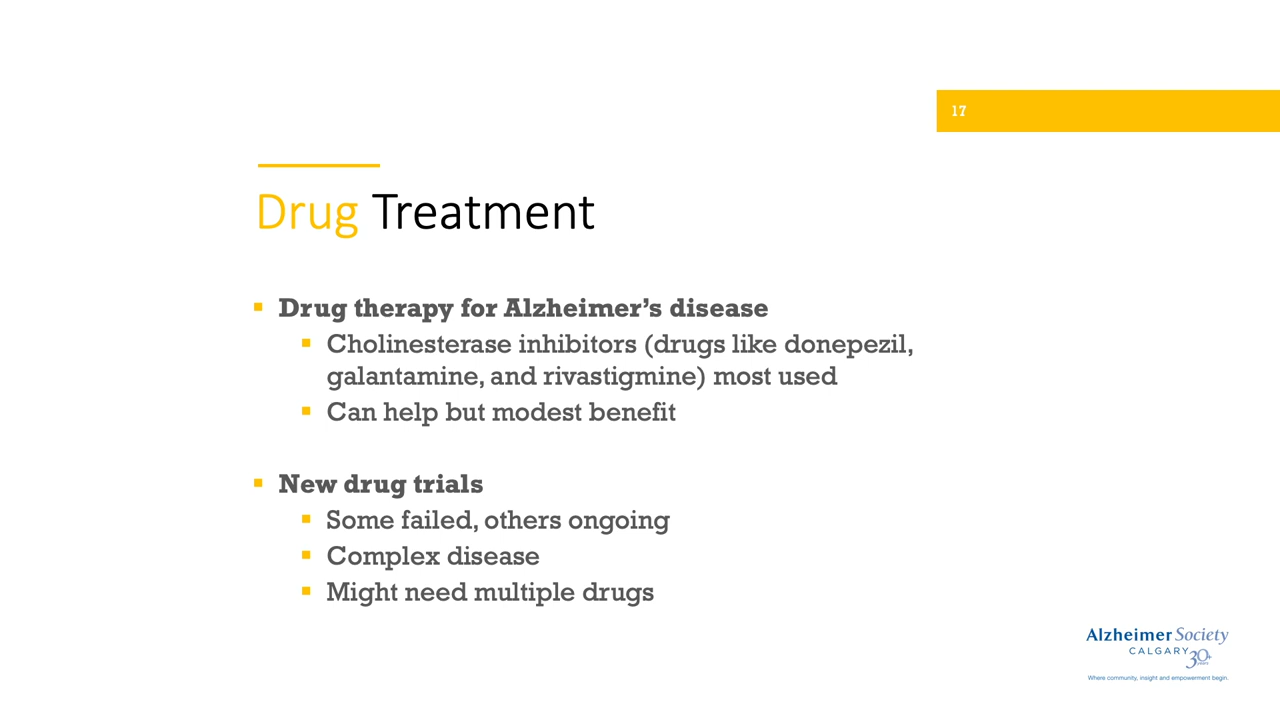 17
Drug Treatment
▪ Drug therapy for Alzheimer’s disease
▪ Cholinesterase inhibitors (drugs like donepezil,
galantamine, and rivastigmine) most used
▪ Can help but modest benefit
▪ New drug trials
▪ Some failed, others ongoing
▪ Complex disease
▪ Might need multiple drugs
Alzheimer Society
CALGARY 30+
years
Where community, insight and empowerment begin.